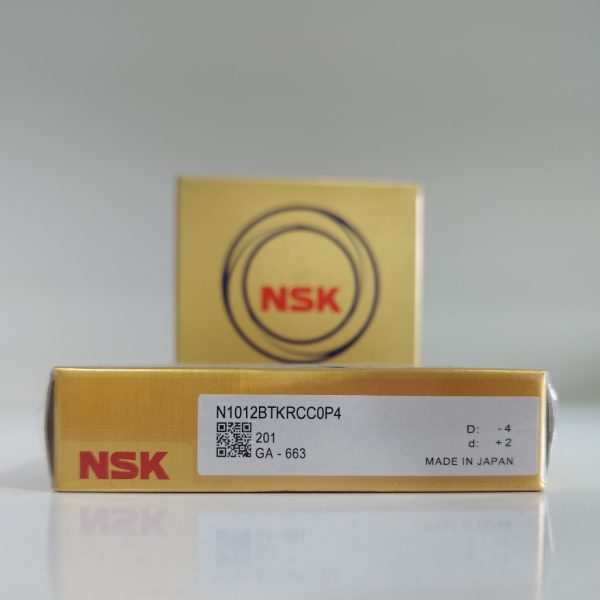 NSK
N1012BTKRCC0P4
201
GA - 663
D: -4
d: +2
MADE IN JAPAN
NSK